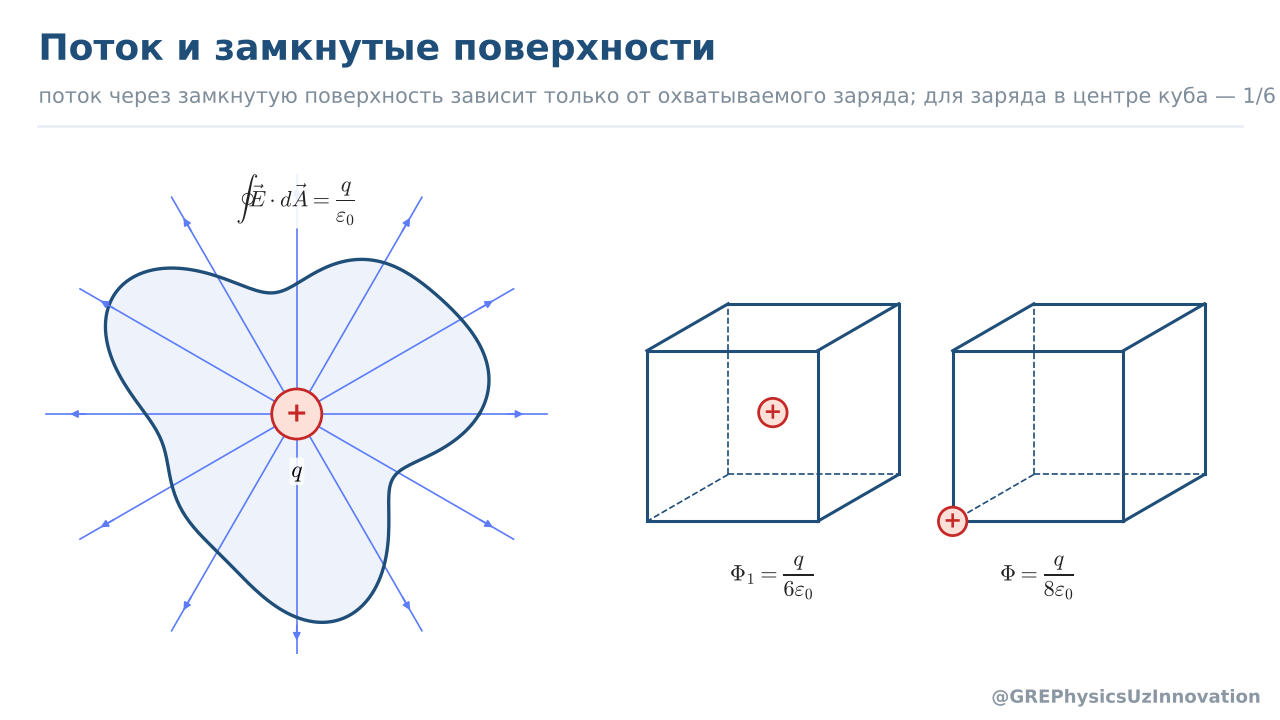 Поток и замкнутые поверхности
поток через замкнутую поверхность зависит только от охватываемого заряда; для заряда в центре куба — 1/6
∮E⃗ · dA⃗ = q/ε₀
+
q
+
+
Φ₁ = q/6ε₀
Φ = q/8ε₀
@GREPhysicsUzInnovation